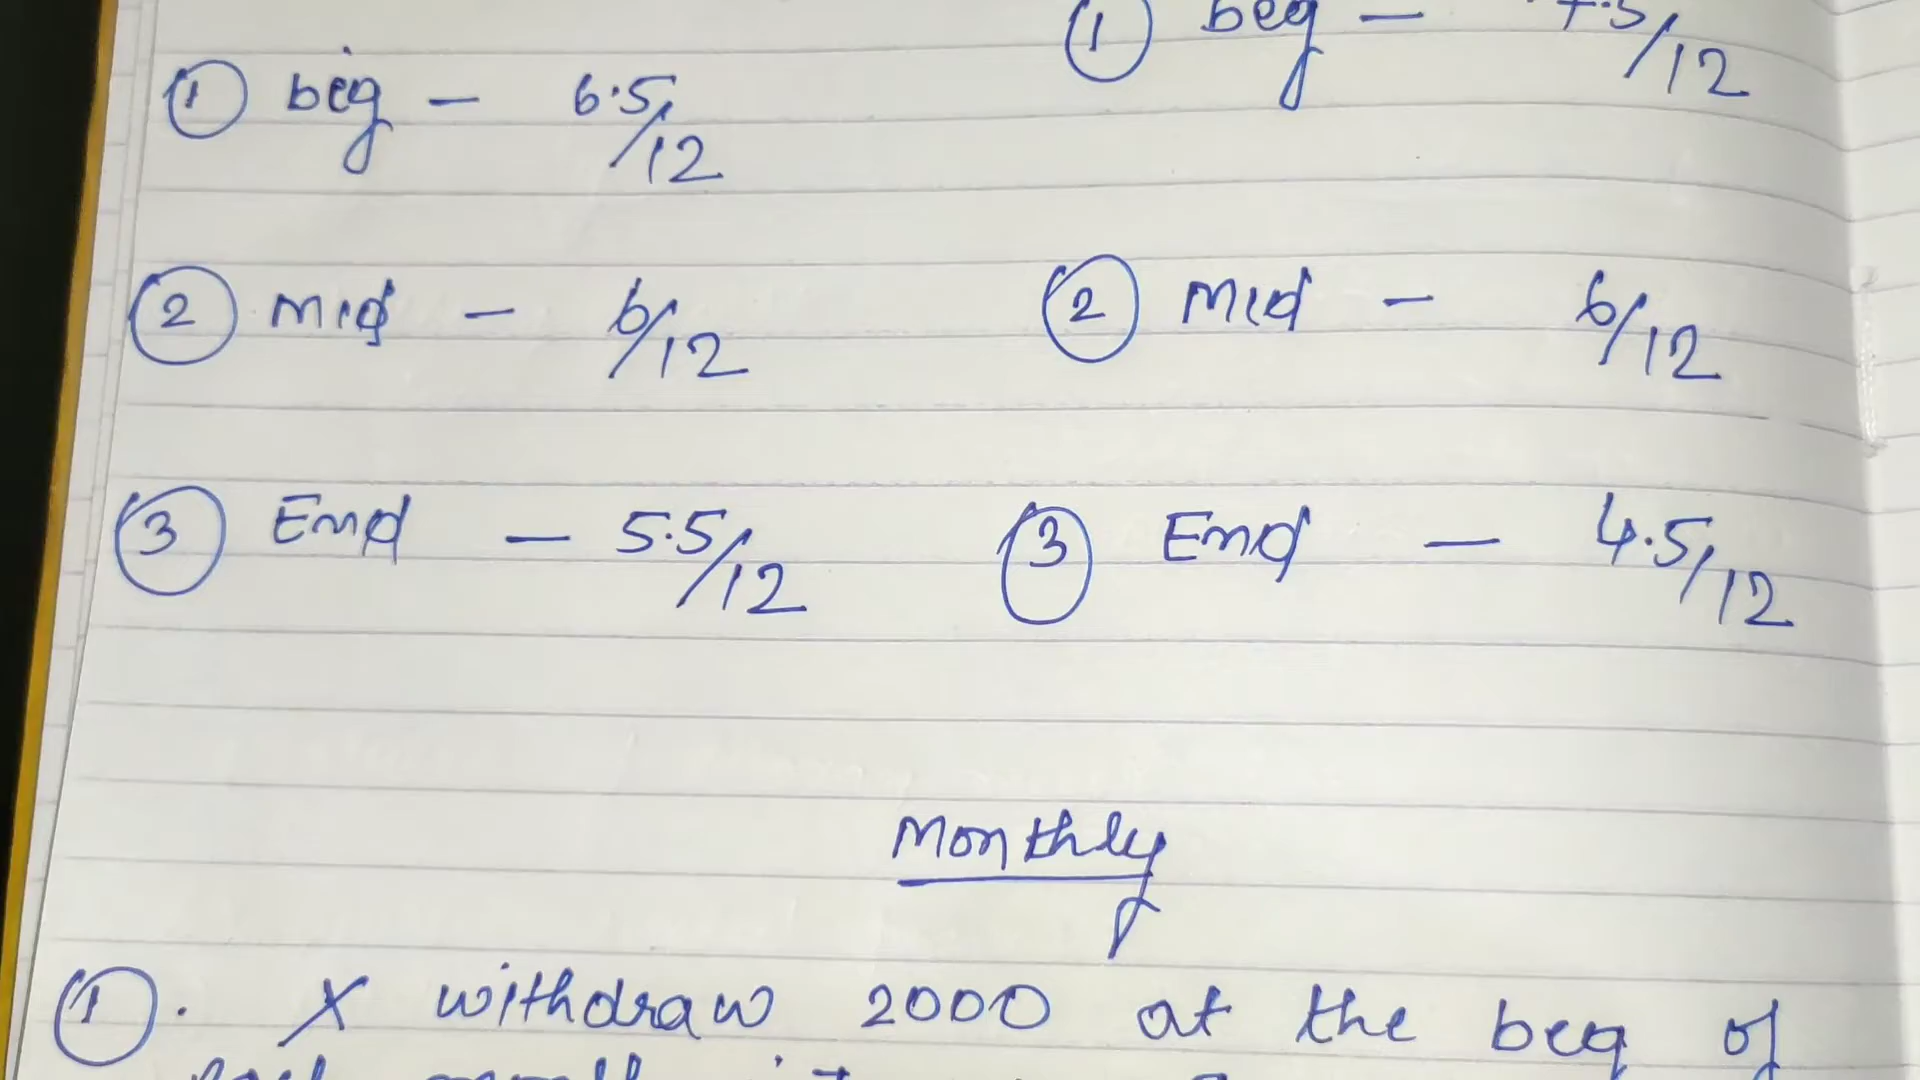 ① beg - 6.5/12
① beg - 7.5/12
② mid - 6/12
② mid - 6/12
③ End - 5.5/12
③ End - 4.5/12
Monthly
①. X withdraw 2000 at the beg of